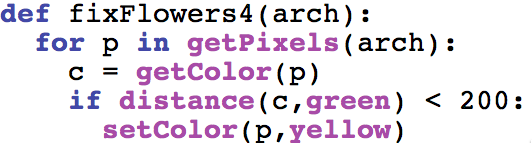 def fixFlowers4(arch):
  for p in getPixels(arch):
    c = getColor(p)
    if distance(c,green) < 200:
      setColor(p,yellow)